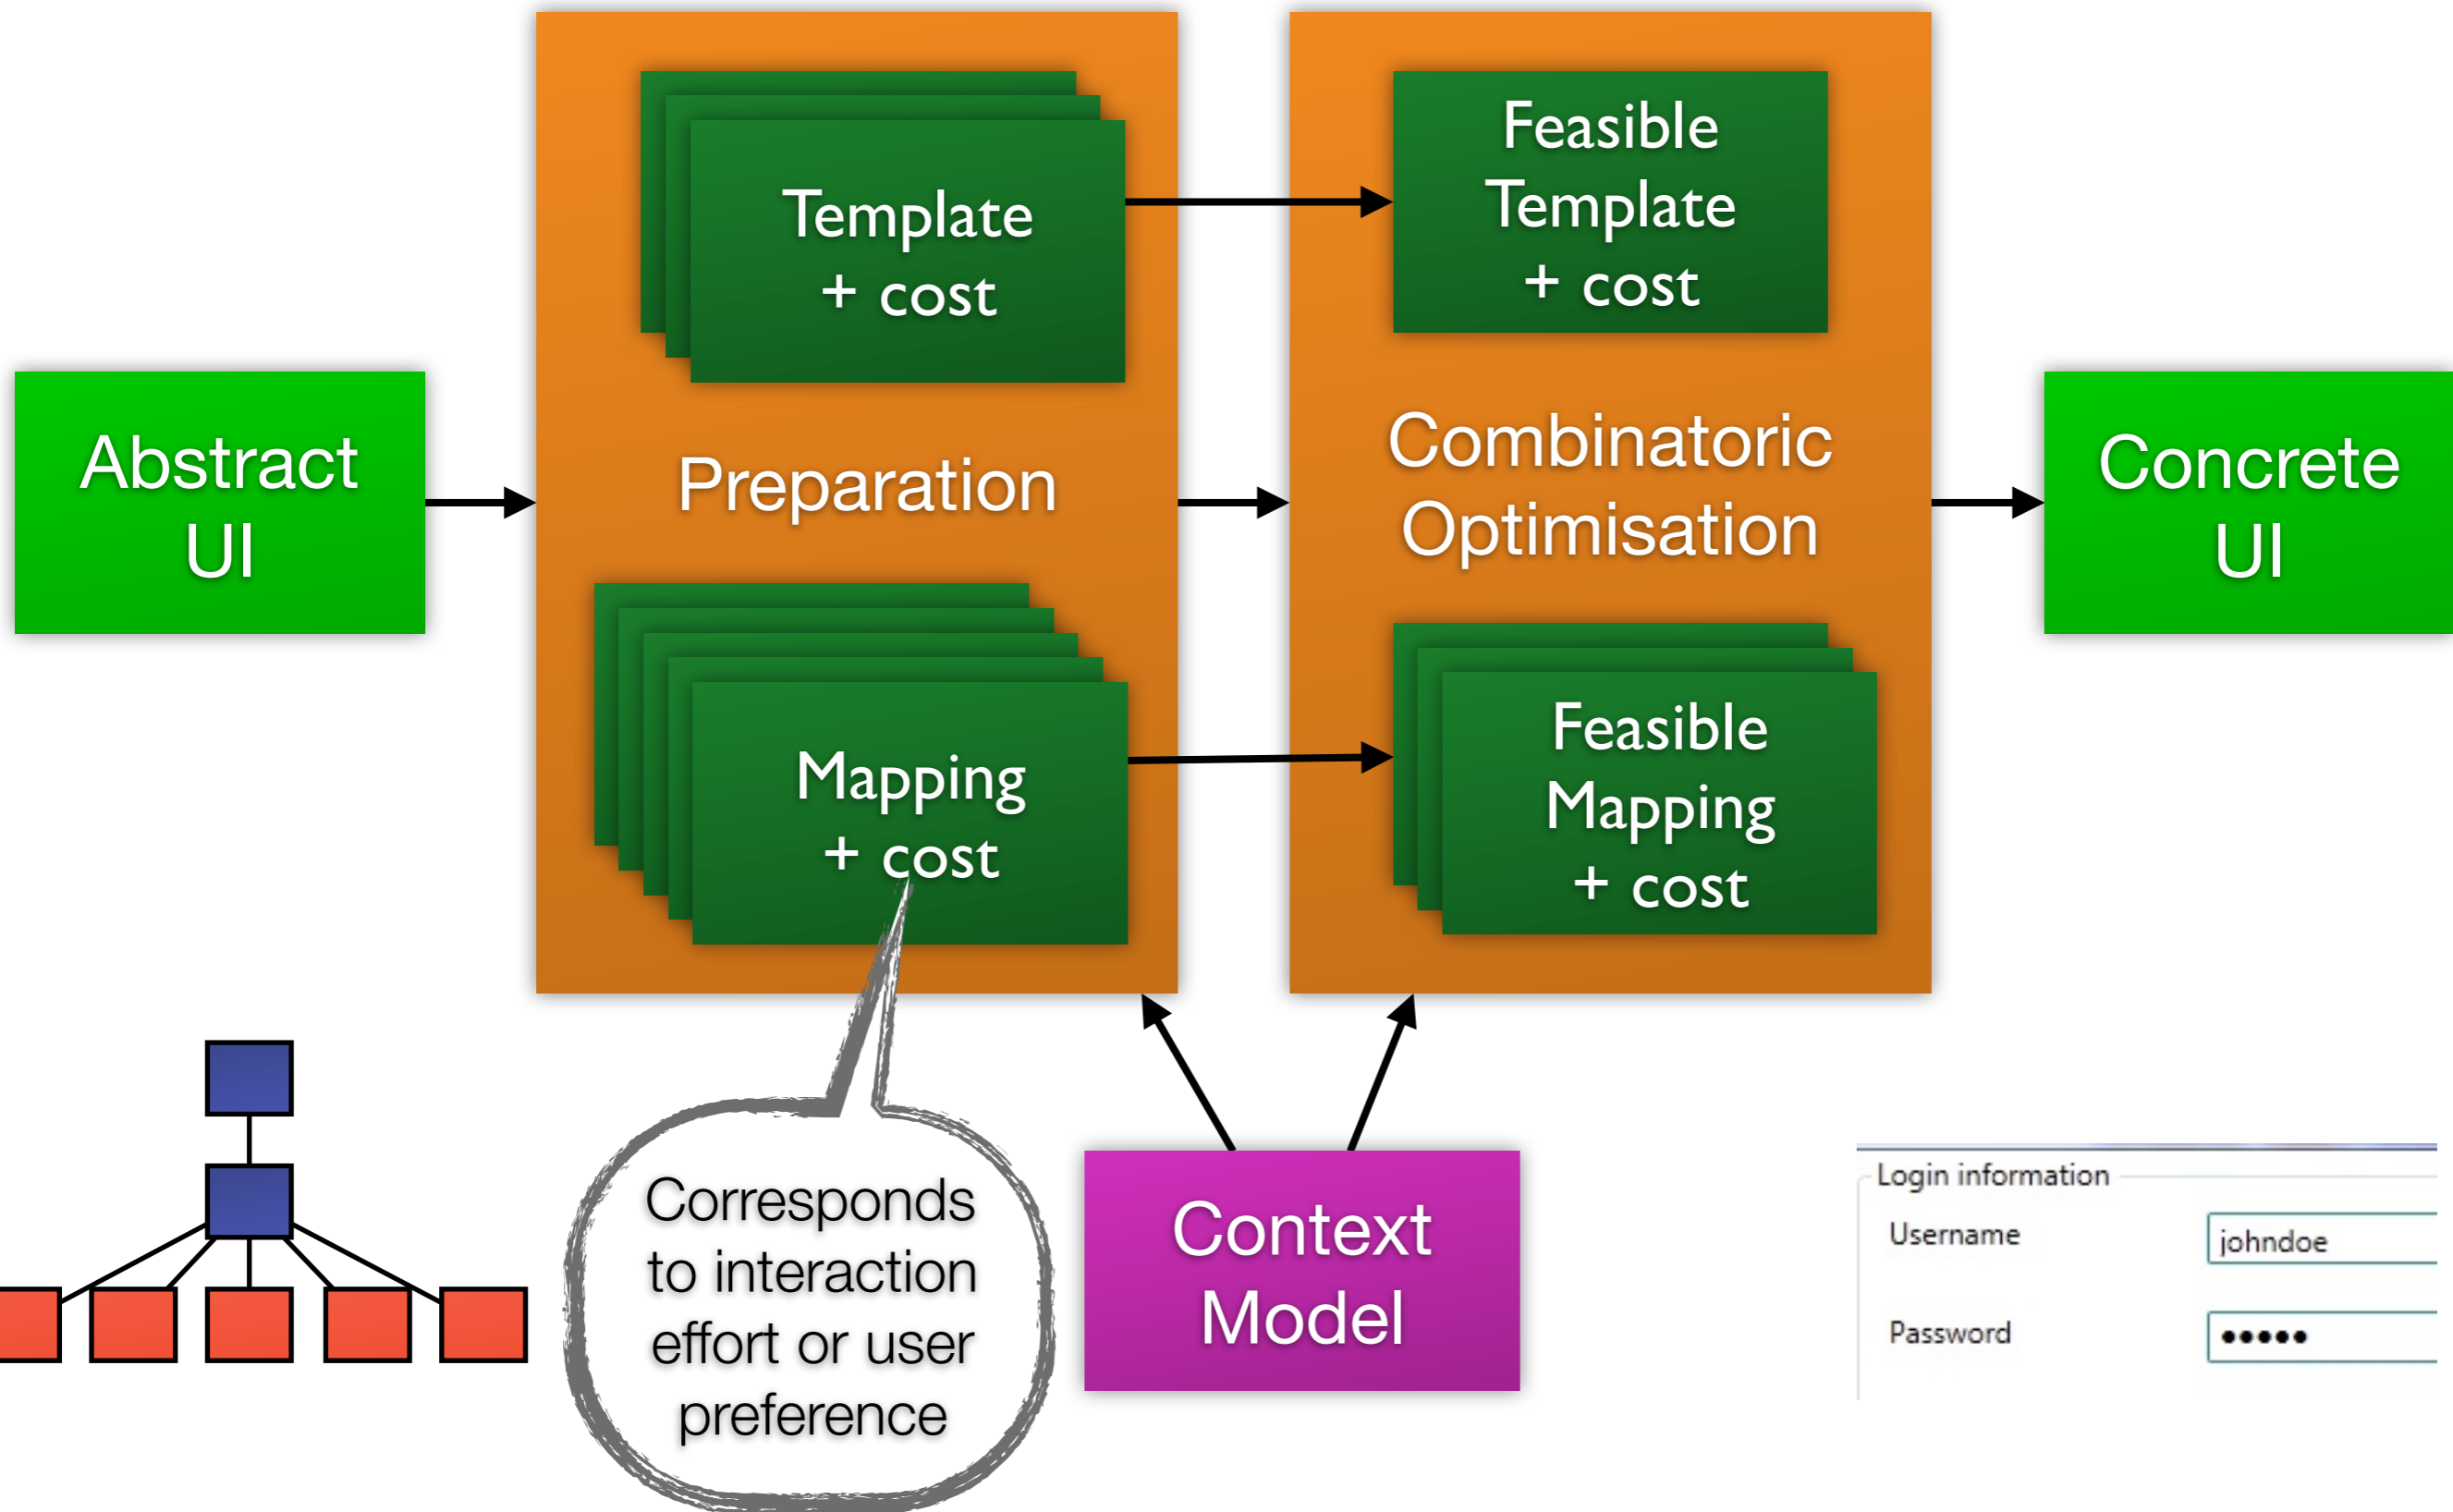 Abstract
UI
Template
+ cost
Preparation
Mapping
+ cost
Feasible
Template
+ cost
Combinatoric
Optimisation
Feasible
Mapping
+ cost
Concrete
UI
Corresponds
to interaction
effort or user
preference
Context
Model
Login information
Username
johndoe
Password
●●●●●